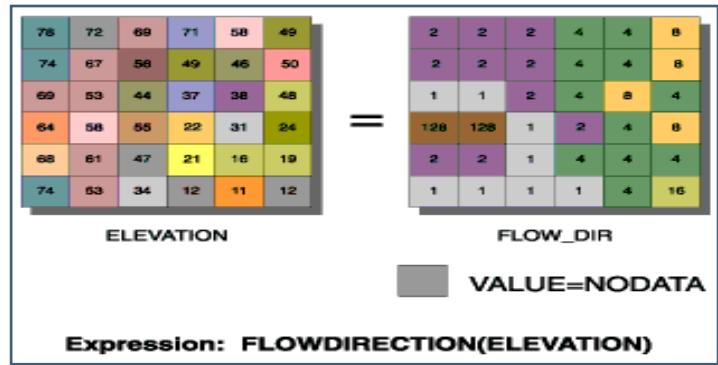 78 72 69 71 58 49 2 2 2 4 4 8
74 67 56 49 46 50 2 2 2 4 4 8
69 53 44 37 38 48 1 1 2 4 8 4
64 58 55 22 31 24 = 128 128 1 2 4 8
68 61 47 21 16 19 2 2 1 4 4 4
74 53 34 12 11 12 1 1 1 1 4 16
ELEVATION FLOW_DIR
VALUE=NODATA
Expression: FLOWDIRECTION(ELEVATION)